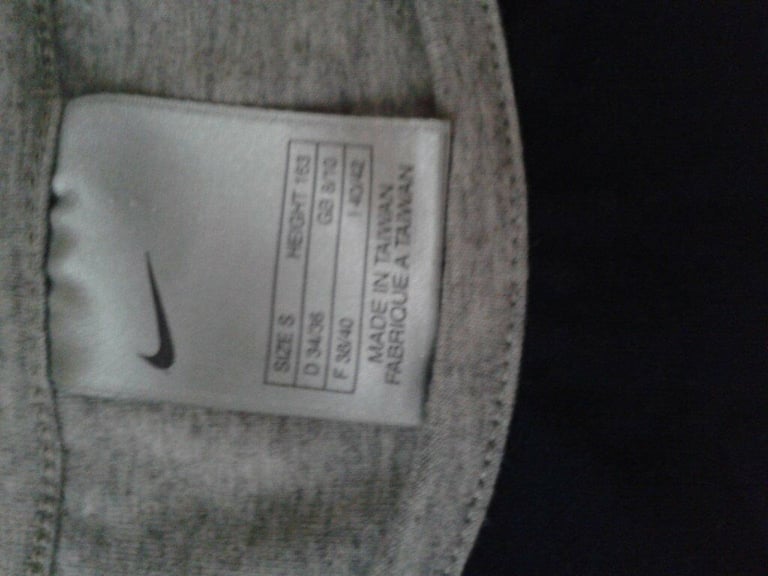 SIZE S HEIGHT 163
D 34/36 GB 8/10
F 38/40 I 40/42
MADE IN TAIWAN
FABRIQUE A TAIWAN